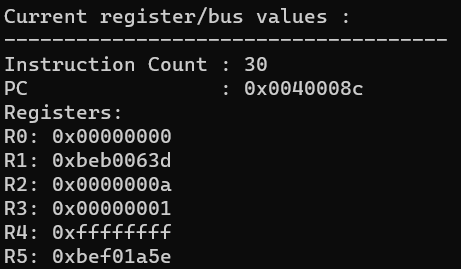 Current register/bus values :
-------------------------------------
Instruction Count : 30
PC                : 0x0040008c
Registers:
R0: 0x00000000
R1: 0xbeb0063d
R2: 0x0000000a
R3: 0x00000001
R4: 0xffffffff
R5: 0xbef01a5e